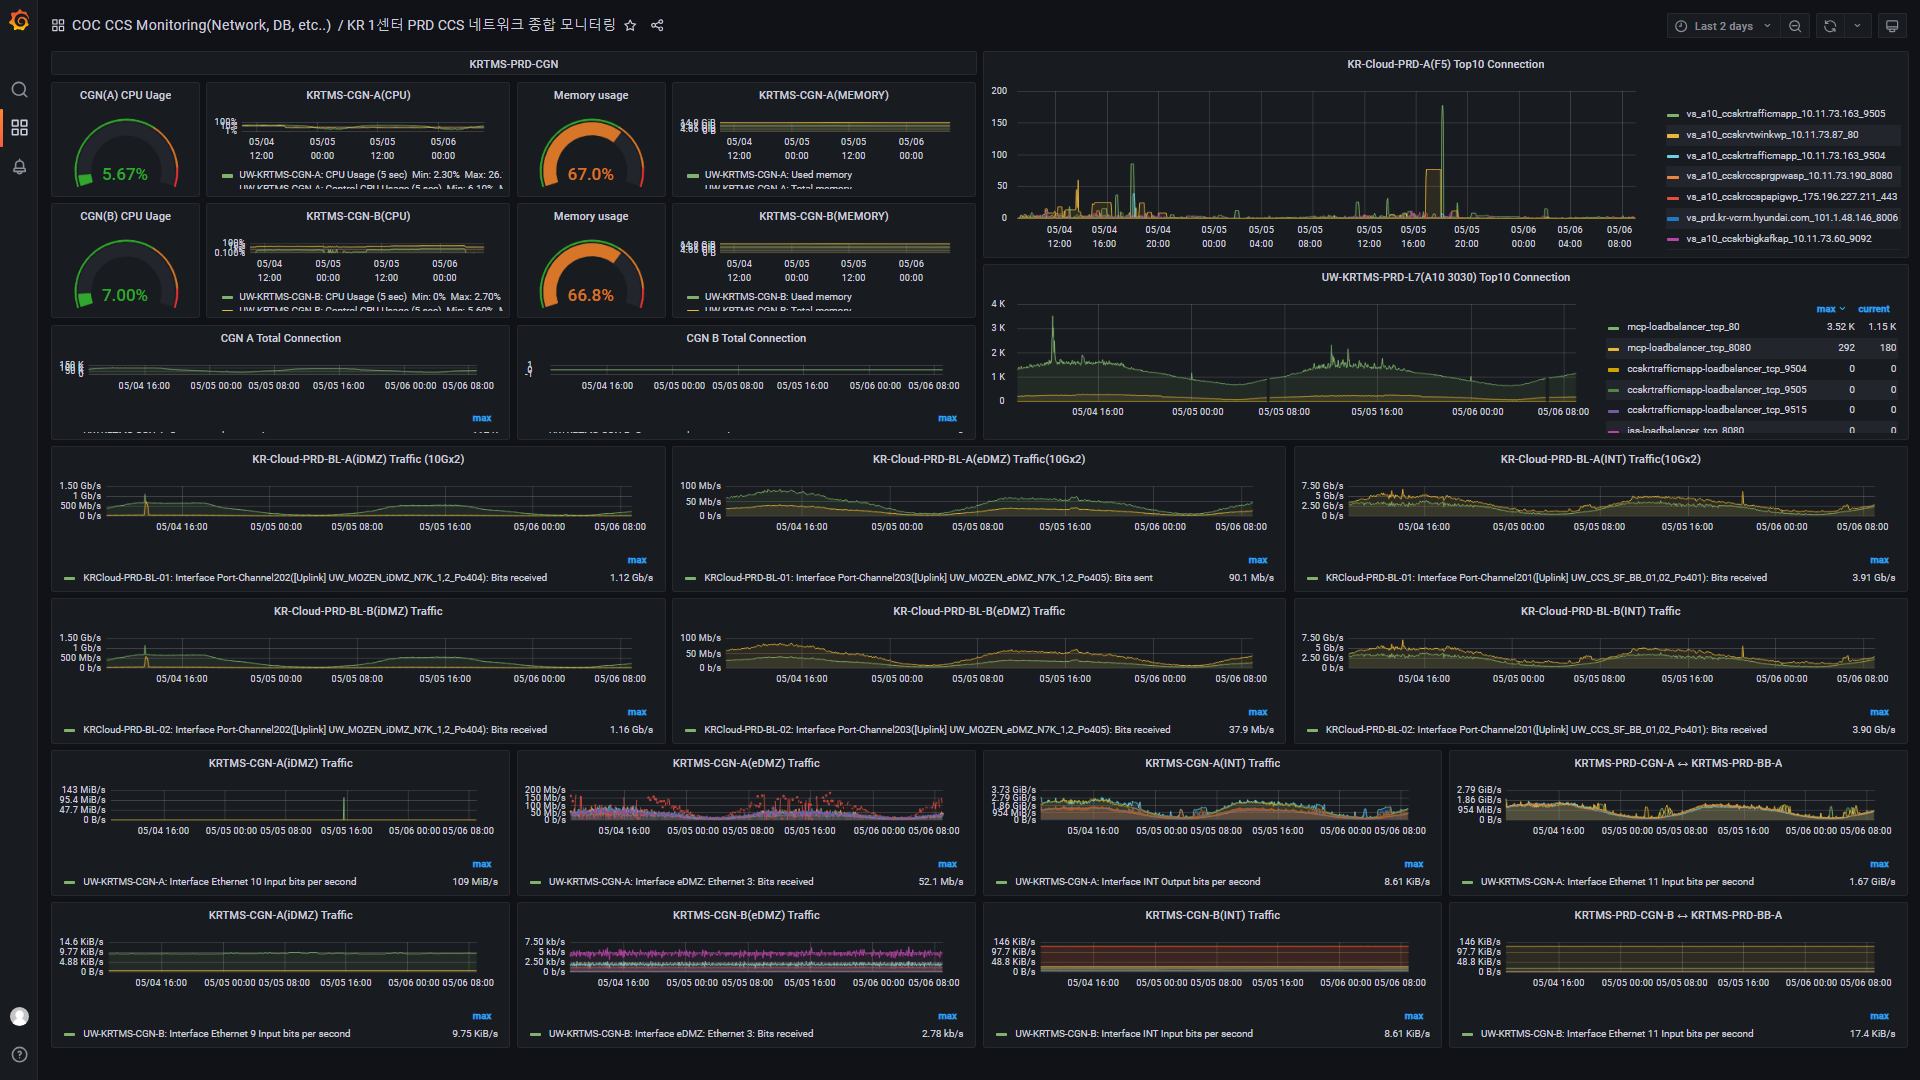 COC CCS Monitoring(Network, DB, etc..) / KR 1센터 PRD CCS 네트워크 종합 모니터링
Last 2 days
KRTMS-PRD-CGN
CGN(A) CPU Uage
5.67%
KRTMS-CGN-A(CPU)
05/04 12:00 05/05 00:00 05/05 12:00 05/06 00:00
UW-KRTMS-CGN-A: CPU Usage (5 sec) Min: 2.30% Max: 26.
Memory usage
67.0%
KRTMS-CGN-A(MEMORY)
05/04 12:00 05/05 00:00 05/05 12:00 05/06 00:00
UW-KRTMS-CGN-A: Used memory
UW-KRTMS-CGN-A: Total memory
CGN(B) CPU Uage
7.00%
KRTMS-CGN-B(CPU)
100%
0.100%
05/04 12:00 05/05 00:00 05/05 12:00 05/06 00:00
UW-KRTMS-CGN-B: CPU Usage (5 sec) Min: 0% Max: 2.70%
Memory usage
66.8%
KRTMS-CGN-B(MEMORY)
05/04 12:00 05/05 00:00 05/05 12:00 05/06 00:00
UW-KRTMS-CGN-B: Used memory
UW-KRTMS-CGN-B: Total memory
CGN A Total Connection
05/04 16:00 05/05 00:00 05/05 08:00 05/05 16:00 05/06 00:00 05/06 08:00
max
CGN B Total Connection
05/04 16:00 05/05 00:00 05/05 08:00 05/05 16:00 05/06 00:00 05/06 08:00
max
KR-Cloud-PRD-A(F5) Top10 Connection
200
150
100
50
0
05/04 12:00 05/04 16:00 05/04 20:00 05/05 00:00 05/05 04:00 05/05 08:00 05/05 12:00 05/05 16:00 05/05 20:00 05/06 00:00 05/06 04:00 05/06 08:00
vs_a10_ccskrtrafficmapp_10.11.73.163_9505
vs_a10_ccskrvtwinkwp_10.11.73.87_80
vs_a10_ccskrtrafficmapp_10.11.73.163_9504
vs_a10_ccskrccsprgpwasp_10.11.73.190_8080
vs_a10_ccskrccspapigwp_175.196.227.211_443
vs_prd.kr-vcrm.hyundai.com_101.1.48.146_8006
vs_a10_ccskrbigkafkap_10.11.73.60_9092
UW-KRTMS-PRD-L7(A10 3030) Top10 Connection
4 K
3 K
2 K
1 K
0
05/04 16:00 05/05 00:00 05/05 08:00 05/05 16:00 05/06 00:00 05/06 08:00
max current
mcp-loadbalancer_tcp_80 3.52 K 1.15 K
mcp-loadbalancer_tcp_8080 292 180
ccskrtrafficmapp-loadbalancer_tcp_9504 0 0
ccskrtrafficmapp-loadbalancer_tcp_9505 0 0
ccskrtrafficmapp-loadbalancer_tcp_9515 0 0
ias-loadbalancer_tcp_8080 0 0
KR-Cloud-PRD-BL-A(iDMZ) Traffic (10Gx2)
1.50 Gb/s
1 Gb/s
500 Mb/s
0 b/s
05/04 16:00 05/05 00:00 05/05 08:00 05/05 16:00 05/06 00:00 05/06 08:00
max
KRCloud-PRD-BL-01: Interface Port-Channel202([Uplink] UW_MOZEN_iDMZ_N7K_1,2_Po404): Bits received 1.12 Gb/s
KR-Cloud-PRD-BL-A(eDMZ) Traffic(10Gx2)
100 Mb/s
50 Mb/s
0 b/s
05/04 16:00 05/05 00:00 05/05 08:00 05/05 16:00 05/06 00:00 05/06 08:00
max
KRCloud-PRD-BL-01: Interface Port-Channel203([Uplink] UW_MOZEN_eDMZ_N7K_1,2_Po405): Bits sent 90.1 Mb/s
KR-Cloud-PRD-BL-A(INT) Traffic(10Gx2)
7.50 Gb/s
5 Gb/s
2.50 Gb/s
0 b/s
05/04 16:00 05/05 00:00 05/05 08:00 05/05 16:00 05/06 00:00 05/06 08:00
max
KRCloud-PRD-BL-01: Interface Port-Channel201([Uplink] UW_CCS_SF_BB_01,02_Po401): Bits received 3.91 Gb/s
KR-Cloud-PRD-BL-B(iDMZ) Traffic
1.50 Gb/s
1 Gb/s
500 Mb/s
0 b/s
05/04 16:00 05/05 00:00 05/05 08:00 05/05 16:00 05/06 00:00 05/06 08:00
max
KRCloud-PRD-BL-02: Interface Port-Channel202([Uplink] UW_MOZEN_iDMZ_N7K_1,2_Po404): Bits received 1.16 Gb/s
KR-Cloud-PRD-BL-B(eDMZ) Traffic
100 Mb/s
50 Mb/s
0 b/s
05/04 16:00 05/05 00:00 05/05 08:00 05/05 16:00 05/06 00:00 05/06 08:00
max
KRCloud-PRD-BL-02: Interface Port-Channel203([Uplink] UW_MOZEN_eDMZ_N7K_1,2_Po405): Bits received 37.9 Mb/s
KR-Cloud-PRD-BL-B(INT) Traffic
7.50 Gb/s
5 Gb/s
2.50 Gb/s
0 b/s
05/04 16:00 05/05 00:00 05/05 08:00 05/05 16:00 05/06 00:00 05/06 08:00
max
KRCloud-PRD-BL-02: Interface Port-Channel201([Uplink] UW_CCS_SF_BB_01,02_Po401): Bits received 3.90 Gb/s
KRTMS-CGN-A(iDMZ) Traffic
143 MiB/s
95.4 MiB/s
47.7 MiB/s
0 B/s
05/04 16:00 05/05 00:00 05/05 08:00 05/05 16:00 05/06 00:00 05/06 08:00
max
UW-KRTMS-CGN-A: Interface Ethernet 10 Input bits per second 109 MiB/s
KRTMS-CGN-A(eDMZ) Traffic
200 Mb/s
150 Mb/s
100 Mb/s
50 Mb/s
0 b/s
05/04 16:00 05/05 00:00 05/05 08:00 05/05 16:00 05/06 00:00 05/06 08:00
max
UW-KRTMS-CGN-A: Interface eDMZ: Ethernet 3: Bits received 52.1 Mb/s
KRTMS-CGN-A(INT) Traffic
3.73 GiB/s
2.79 GiB/s
1.86 GiB/s
954 MiB/s
0 B/s
05/04 16:00 05/05 00:00 05/05 08:00 05/05 16:00 05/06 00:00 05/06 08:00
max
UW-KRTMS-CGN-A: Interface INT Output bits per second 8.61 KiB/s
KRTMS-PRD-CGN-A ↔ KRTMS-PRD-BB-A
2.79 GiB/s
1.86 GiB/s
954 MiB/s
0 B/s
05/04 16:00 05/05 00:00 05/05 08:00 05/05 16:00 05/06 00:00 05/06 08:00
max
UW-KRTMS-CGN-A: Interface Ethernet 11 Input bits per second 1.67 GiB/s
KRTMS-CGN-A(iDMZ) Traffic
14.6 KiB/s
9.77 KiB/s
4.88 KiB/s
0 B/s
05/04 16:00 05/05 00:00 05/05 08:00 05/05 16:00 05/06 00:00 05/06 08:00
max
UW-KRTMS-CGN-B: Interface Ethernet 9 Input bits per second 9.75 KiB/s
KRTMS-CGN-B(eDMZ) Traffic
7.50 kb/s
5 kb/s
2.50 kb/s
0 b/s
05/04 16:00 05/05 00:00 05/05 08:00 05/05 16:00 05/06 00:00 05/06 08:00
max
UW-KRTMS-CGN-B: Interface eDMZ: Ethernet 3: Bits received 2.78 kb/s
KRTMS-CGN-B(INT) Traffic
146 KiB/s
97.7 KiB/s
48.8 KiB/s
0 B/s
05/04 16:00 05/05 00:00 05/05 08:00 05/05 16:00 05/06 00:00 05/06 08:00
max
UW-KRTMS-CGN-B: Interface INT Input bits per second 8.61 KiB/s
KRTMS-PRD-CGN-B ↔ KRTMS-PRD-BB-A
146 KiB/s
97.7 KiB/s
48.8 KiB/s
0 B/s
05/04 16:00 05/05 00:00 05/05 08:00 05/05 16:00 05/06 00:00 05/06 08:00
max
UW-KRTMS-CGN-B: Interface Ethernet 11 Input bits per second 17.4 KiB/s